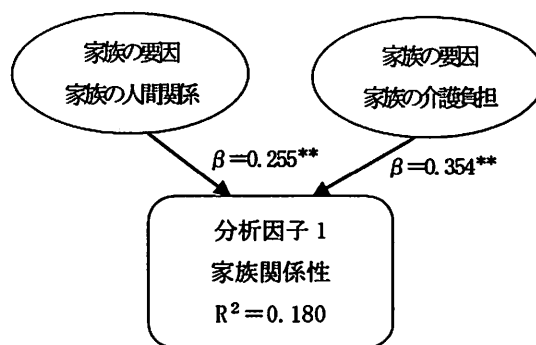 家族の要因
家族の人間関係
家族の要因
家族の介護負担
β＝0.255**
β＝0.354**
分析因子1
家族関係性
R²＝0.180